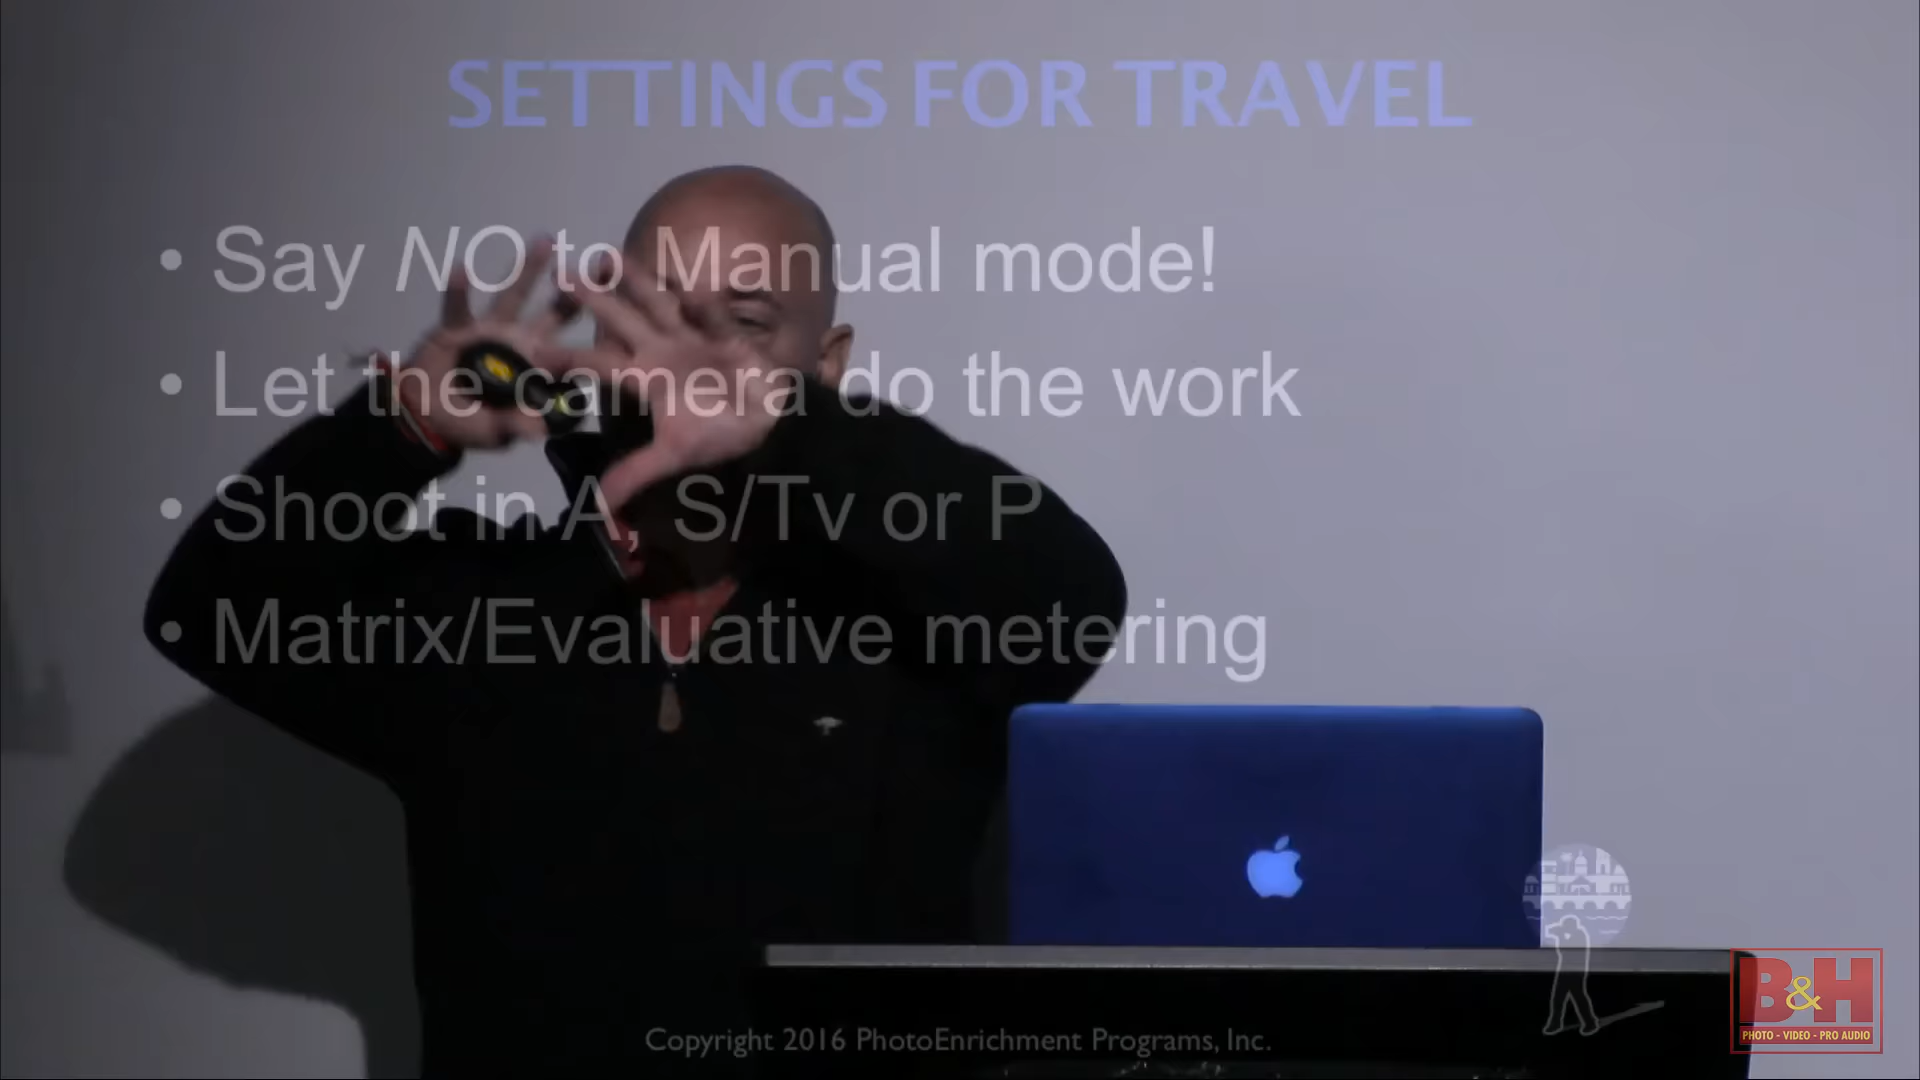 SETTINGS FOR TRAVEL
• Say NO to Manual mode!
• Let the camera do the work
• Shoot in A, S/Tv or P
• Matrix/Evaluative metering
Copyright 2016 PhotoEnrichment Programs, Inc.
B&H
PHOTO - VIDEO - PRO AUDIO